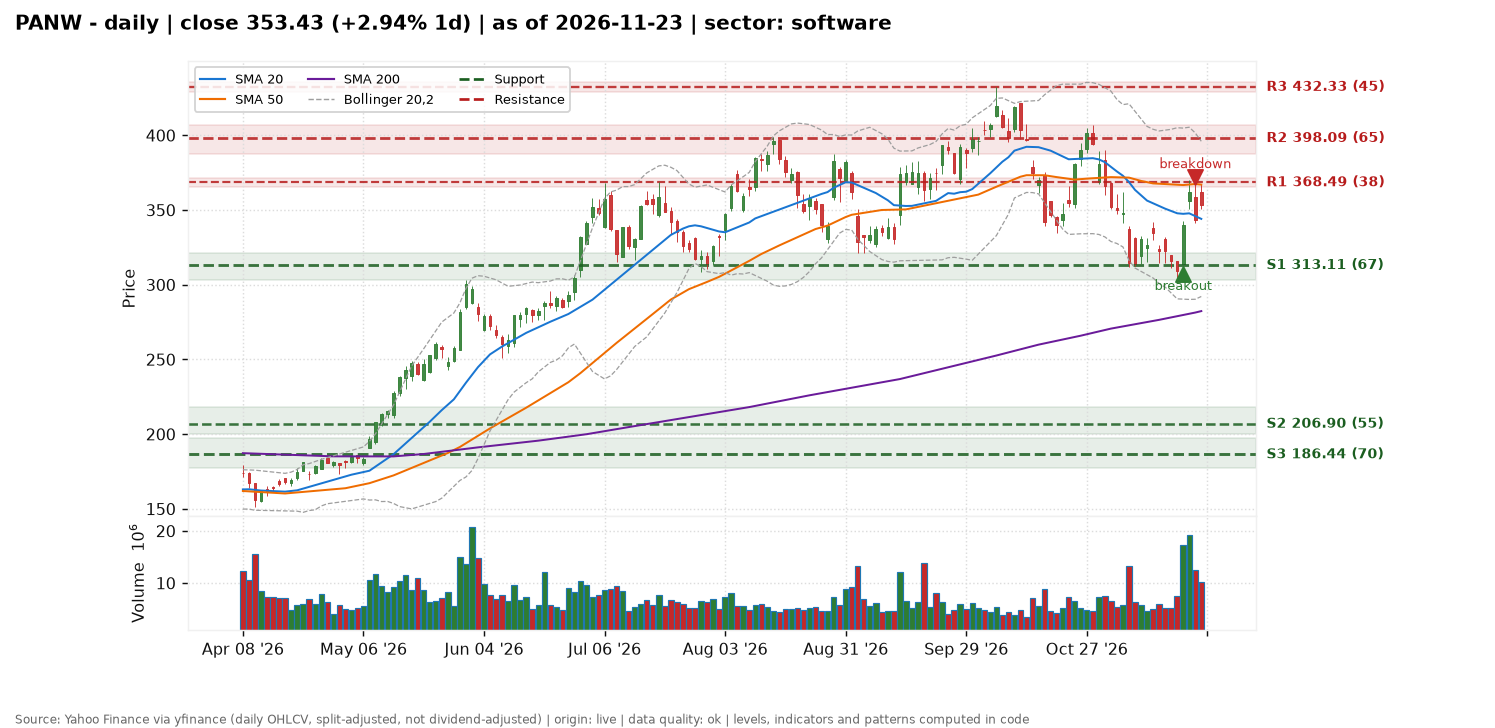 PANW - daily | close 353.43 (+2.94% 1d) | as of 2026-11-23 | sector: software
SMA 20
SMA 50
SMA 200
Bollinger 20,2
Support
Resistance
R3 432.33 (45)
R2 398.09 (65)
R1 368.49 (38)
S1 313.11 (67)
S2 206.90 (55)
S3 186.44 (70)
breakdown
breakout
Price
400
350
300
250
200
150
Volume 10⁶
20
10
Apr 08 '26
May 06 '26
Jun 04 '26
Jul 06 '26
Aug 03 '26
Aug 31 '26
Sep 29 '26
Oct 27 '26
Source: Yahoo Finance via yfinance (daily OHLCV, split-adjusted, not dividend-adjusted) | origin: live | data quality: ok | levels, indicators and patterns computed in code